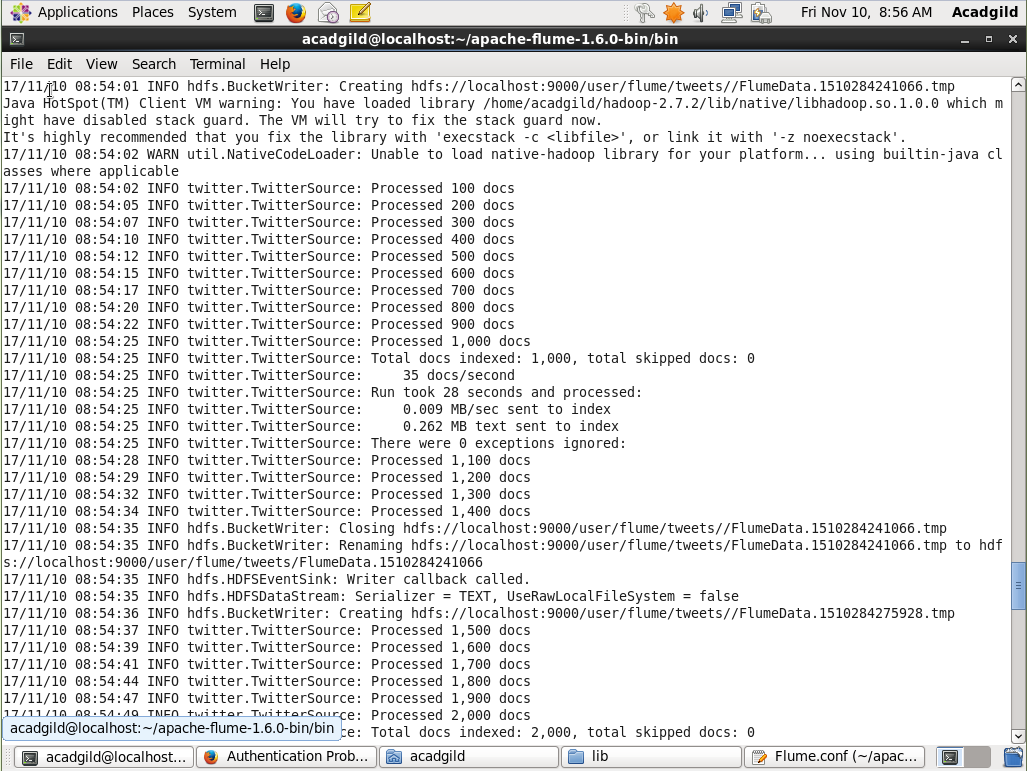 Applications Places System Fri Nov 10, 8:56 AM Acadgild
acadgild@localhost:~/apache-flume-1.6.0-bin/bin
File Edit View Search Terminal Help
17/11/10 08:54:01 INFO hdfs.BucketWriter: Creating hdfs://localhost:9000/user/flume/tweets//FlumeData.1510284241066.tmp
Java HotSpot(TM) Client VM warning: You have loaded library /home/acadgild/hadoop-2.7.2/lib/native/libhadoop.so.1.0.0 which m
ight have disabled stack guard. The VM will try to fix the stack guard now.
It's highly recommended that you fix the library with 'execstack -c <libfile>', or link it with '-z noexecstack'.
17/11/10 08:54:02 WARN util.NativeCodeLoader: Unable to load native-hadoop library for your platform... using builtin-java cl
asses where applicable
17/11/10 08:54:02 INFO twitter.TwitterSource: Processed 100 docs
17/11/10 08:54:05 INFO twitter.TwitterSource: Processed 200 docs
17/11/10 08:54:07 INFO twitter.TwitterSource: Processed 300 docs
17/11/10 08:54:10 INFO twitter.TwitterSource: Processed 400 docs
17/11/10 08:54:12 INFO twitter.TwitterSource: Processed 500 docs
17/11/10 08:54:15 INFO twitter.TwitterSource: Processed 600 docs
17/11/10 08:54:17 INFO twitter.TwitterSource: Processed 700 docs
17/11/10 08:54:20 INFO twitter.TwitterSource: Processed 800 docs
17/11/10 08:54:22 INFO twitter.TwitterSource: Processed 900 docs
17/11/10 08:54:25 INFO twitter.TwitterSource: Processed 1,000 docs
17/11/10 08:54:25 INFO twitter.TwitterSource: Total docs indexed: 1,000, total skipped docs: 0
17/11/10 08:54:25 INFO twitter.TwitterSource:     35 docs/second
17/11/10 08:54:25 INFO twitter.TwitterSource: Run took 28 seconds and processed:
17/11/10 08:54:25 INFO twitter.TwitterSource:     0.009 MB/sec sent to index
17/11/10 08:54:25 INFO twitter.TwitterSource:     0.262 MB text sent to index
17/11/10 08:54:25 INFO twitter.TwitterSource: There were 0 exceptions ignored:
17/11/10 08:54:28 INFO twitter.TwitterSource: Processed 1,100 docs
17/11/10 08:54:29 INFO twitter.TwitterSource: Processed 1,200 docs
17/11/10 08:54:32 INFO twitter.TwitterSource: Processed 1,300 docs
17/11/10 08:54:34 INFO twitter.TwitterSource: Processed 1,400 docs
17/11/10 08:54:35 INFO hdfs.BucketWriter: Closing hdfs://localhost:9000/user/flume/tweets//FlumeData.1510284241066.tmp
17/11/10 08:54:35 INFO hdfs.BucketWriter: Renaming hdfs://localhost:9000/user/flume/tweets/FlumeData.1510284241066.tmp to hdf
s://localhost:9000/user/flume/tweets/FlumeData.1510284241066
17/11/10 08:54:35 INFO hdfs.HDFSEventSink: Writer callback called.
17/11/10 08:54:35 INFO hdfs.HDFSDataStream: Serializer = TEXT, UseRawLocalFileSystem = false
17/11/10 08:54:36 INFO hdfs.BucketWriter: Creating hdfs://localhost:9000/user/flume/tweets//FlumeData.1510284275928.tmp
17/11/10 08:54:37 INFO twitter.TwitterSource: Processed 1,500 docs
17/11/10 08:54:39 INFO twitter.TwitterSource: Processed 1,600 docs
17/11/10 08:54:41 INFO twitter.TwitterSource: Processed 1,700 docs
17/11/10 08:54:44 INFO twitter.TwitterSource: Processed 1,800 docs
17/11/10 08:54:47 INFO twitter.TwitterSource: Processed 1,900 docs
17/11/10 08:54:49 INFO twitter.TwitterSource: Processed 2,000 docs
acadgild@localhost:~/apache-flume-1.6.0-bin/bin
ce: Total docs indexed: 2,000, total skipped docs: 0
acadgild@localhost:... Authentication Prob... acadgild lib Flume.conf (~/apac...